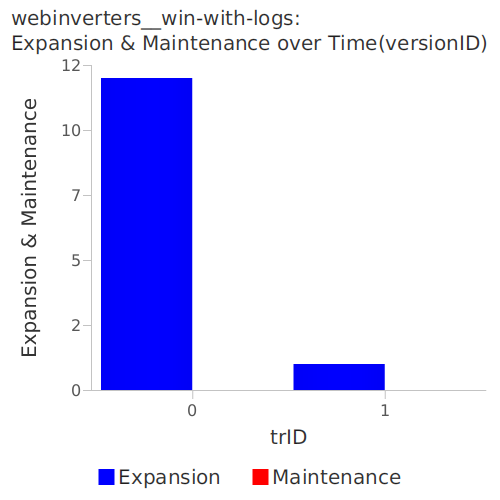 webinverters__win-with-logs:
Expansion & Maintenance over Time(versionID)
Expansion & Maintenance
12
10
7
5
2
0
0 1
trID
Expansion Maintenance